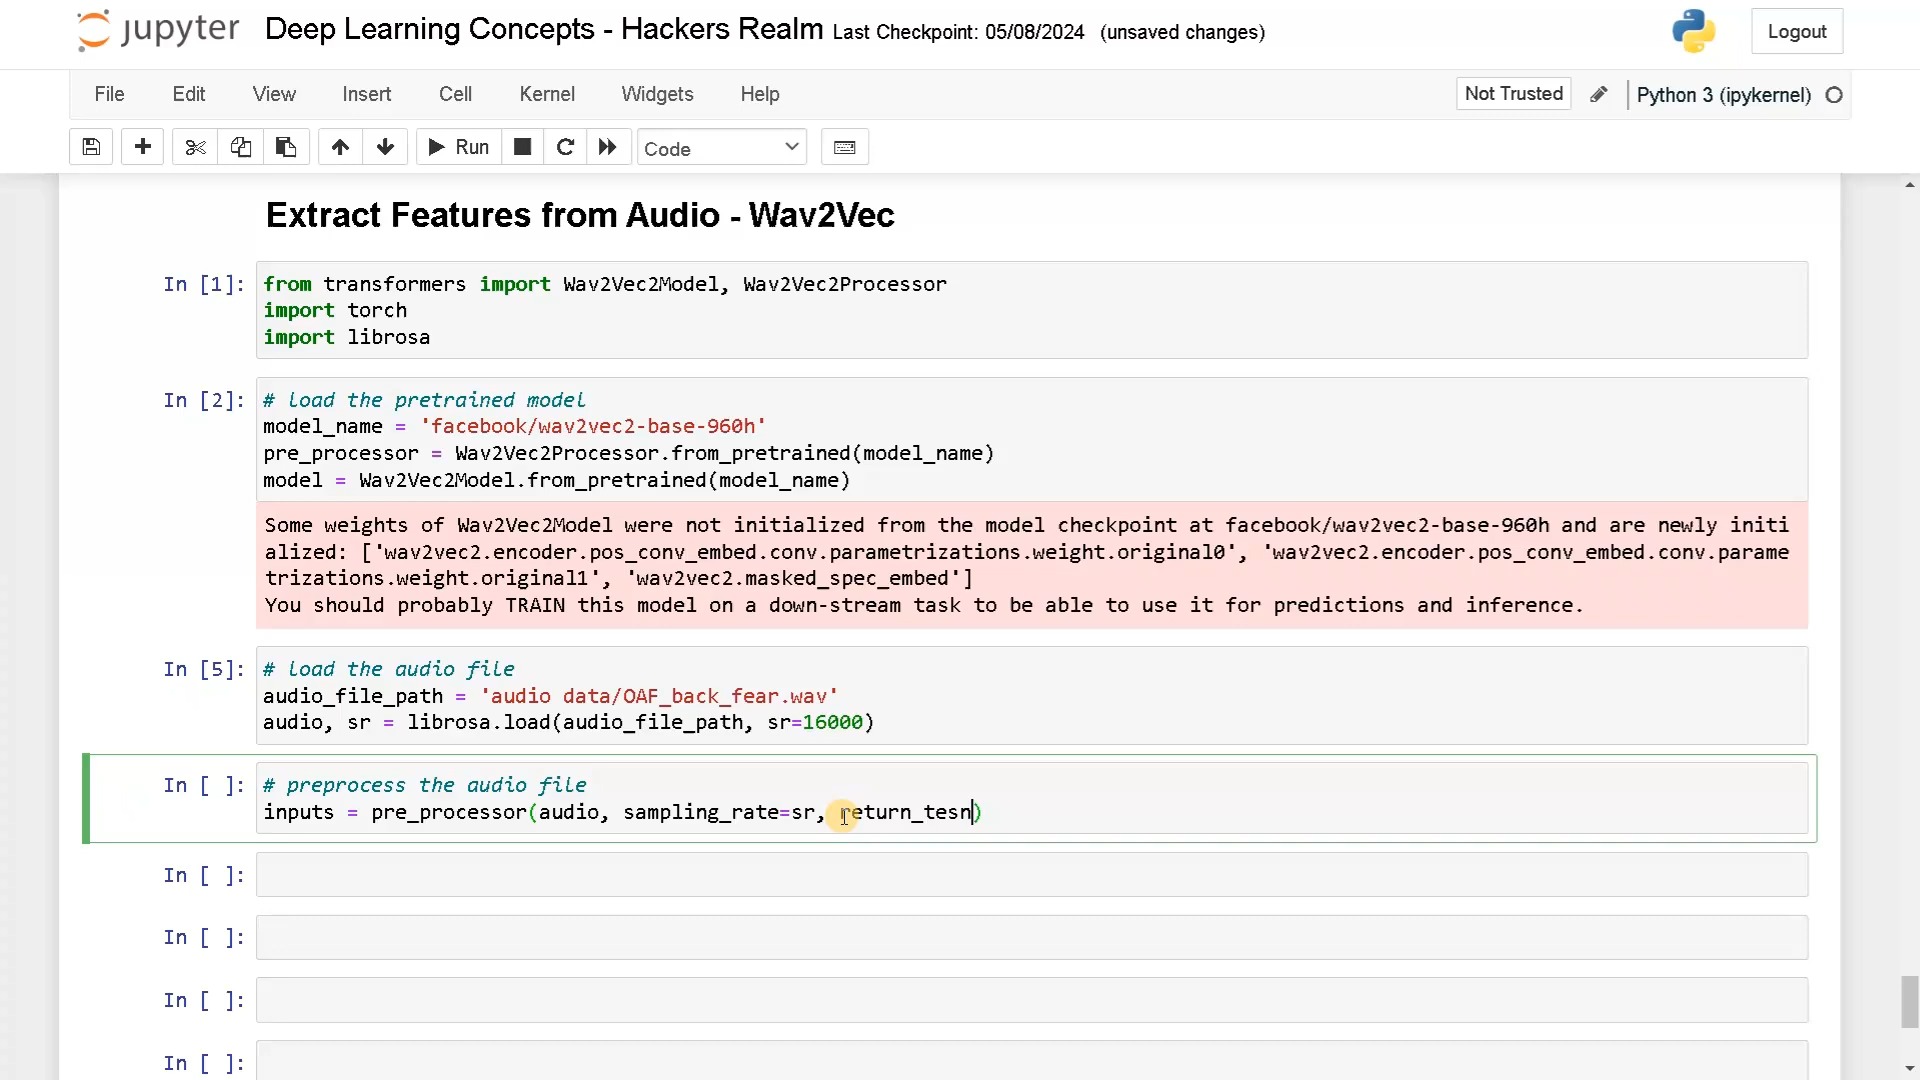 jupyter Deep Learning Concepts - Hackers Realm Last Checkpoint: 05/08/2024 (unsaved changes) Logout
File Edit View Insert Cell Kernel Widgets Help Not Trusted Python 3 (ipykernel)
Run Code
Extract Features from Audio - Wav2Vec
In [1]: from transformers import Wav2Vec2Model, Wav2Vec2Processor
import torch
import librosa
In [2]: # load the pretrained model
model_name = 'facebook/wav2vec2-base-960h'
pre_processor = Wav2Vec2Processor.from_pretrained(model_name)
model = Wav2Vec2Model.from_pretrained(model_name)
Some weights of Wav2Vec2Model were not initialized from the model checkpoint at facebook/wav2vec2-base-960h and are newly initi
alized: ['wav2vec2.encoder.pos_conv_embed.conv.parametrizations.weight.original0', 'wav2vec2.encoder.pos_conv_embed.conv.parame
trizations.weight.original1', 'wav2vec2.masked_spec_embed']
You should probably TRAIN this model on a down-stream task to be able to use it for predictions and inference.
In [5]: # load the audio file
audio_file_path = 'audio data/OAF_back_fear.wav'
audio, sr = librosa.load(audio_file_path, sr=16000)
In [ ]: # preprocess the audio file
inputs = pre_processor(audio, sampling_rate=sr, return_tesn)
In [ ]:
In [ ]:
In [ ]:
In [ ]: